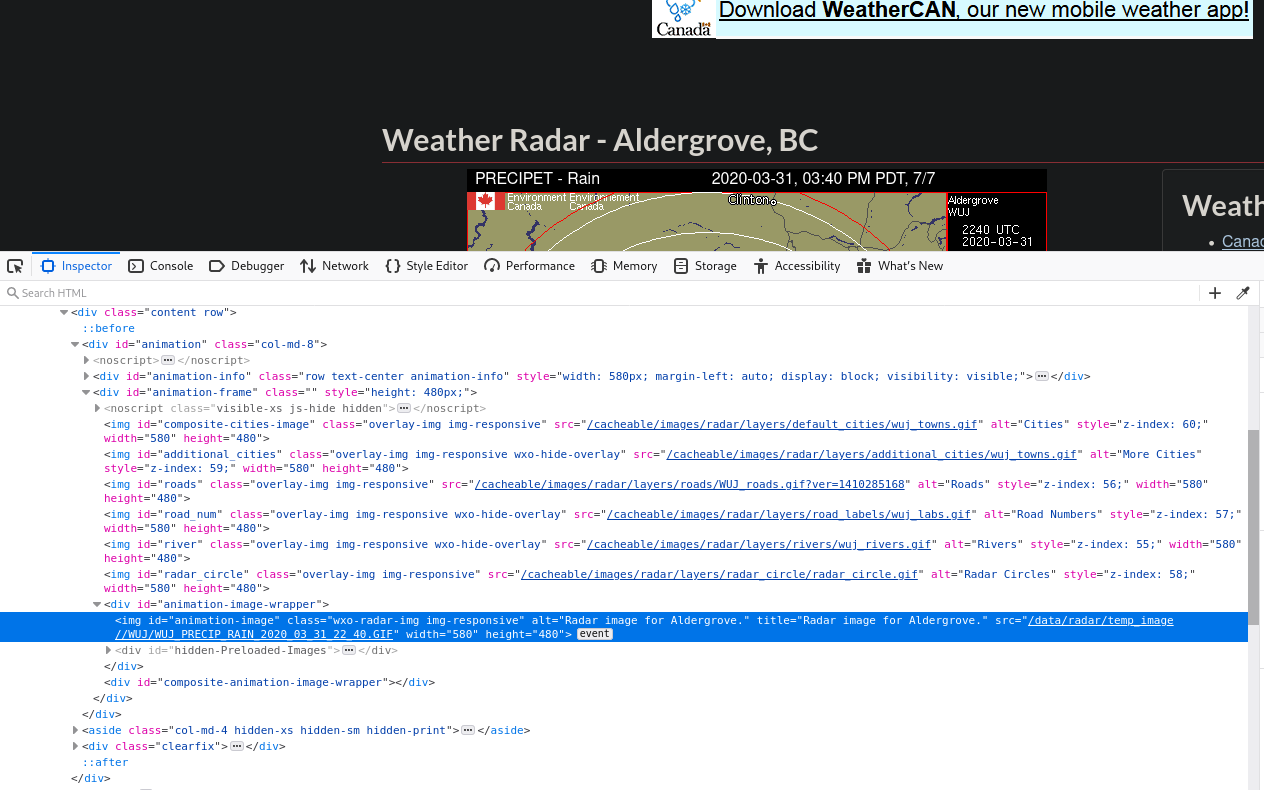 Download WeatherCAN, our new mobile weather app!
Canada
Weather Radar - Aldergrove, BC
PRECIPET - Rain 2020-03-31, 03:40 PM PDT, 7/7
Environment Environnement
Canada Canada
Clinton
Aldergrove
WUJ
2240 UTC
2020-03-31
Weath
• Canad
Inspector Console Debugger Network Style Editor Performance Memory Storage Accessibility What's New
Search HTML
<div class="content row">
::before
<div id="animation" class="col-md-8">
<noscript>⋯</noscript>
<div id="animation-info" class="row text-center animation-info" style="width: 580px; margin-left: auto; display: block; visibility: visible;">⋯</div>
<div id="animation-frame" class="" style="height: 480px;">
<noscript class="visible-xs js-hide hidden">⋯</noscript>
<img id="composite-cities-image" class="overlay-img img-responsive" src="/cacheable/images/radar/layers/default_cities/wuj_towns.gif" alt="Cities" style="z-index: 60;"
width="580" height="480">
<img id="additional_cities" class="overlay-img img-responsive wxo-hide-overlay" src="/cacheable/images/radar/layers/additional_cities/wuj_towns.gif" alt="More Cities"
style="z-index: 59;" width="580" height="480">
<img id="roads" class="overlay-img img-responsive" src="/cacheable/images/radar/layers/roads/WUJ_roads.gif?ver=1410285168" alt="Roads" style="z-index: 56;" width="580"
height="480">
<img id="road_num" class="overlay-img img-responsive wxo-hide-overlay" src="/cacheable/images/radar/layers/road_labels/wuj_labs.gif" alt="Road Numbers" style="z-index: 57;"
width="580" height="480">
<img id="river" class="overlay-img img-responsive wxo-hide-overlay" src="/cacheable/images/radar/layers/rivers/wuj_rivers.gif" alt="Rivers" style="z-index: 55;" width="580"
height="480">
<img id="radar_circle" class="overlay-img img-responsive" src="/cacheable/images/radar/layers/radar_circle/radar_circle.gif" alt="Radar Circles" style="z-index: 58;"
width="580" height="480">
<div id="animation-image-wrapper">
<img id="animation-image" class="wxo-radar-img img-responsive" alt="Radar image for Aldergrove." title="Radar image for Aldergrove." src="/data/radar/temp_image
//WUJ/WUJ_PRECIP_RAIN_2020_03_31_22_40.GIF" width="580" height="480"> event
<div id="hidden-Preloaded-Images">⋯</div>
</div>
<div id="composite-animation-image-wrapper"></div>
</div>
</div>
<aside class="col-md-4 hidden-xs hidden-sm hidden-print">⋯</aside>
<div class="clearfix">⋯</div>
::after
</div>